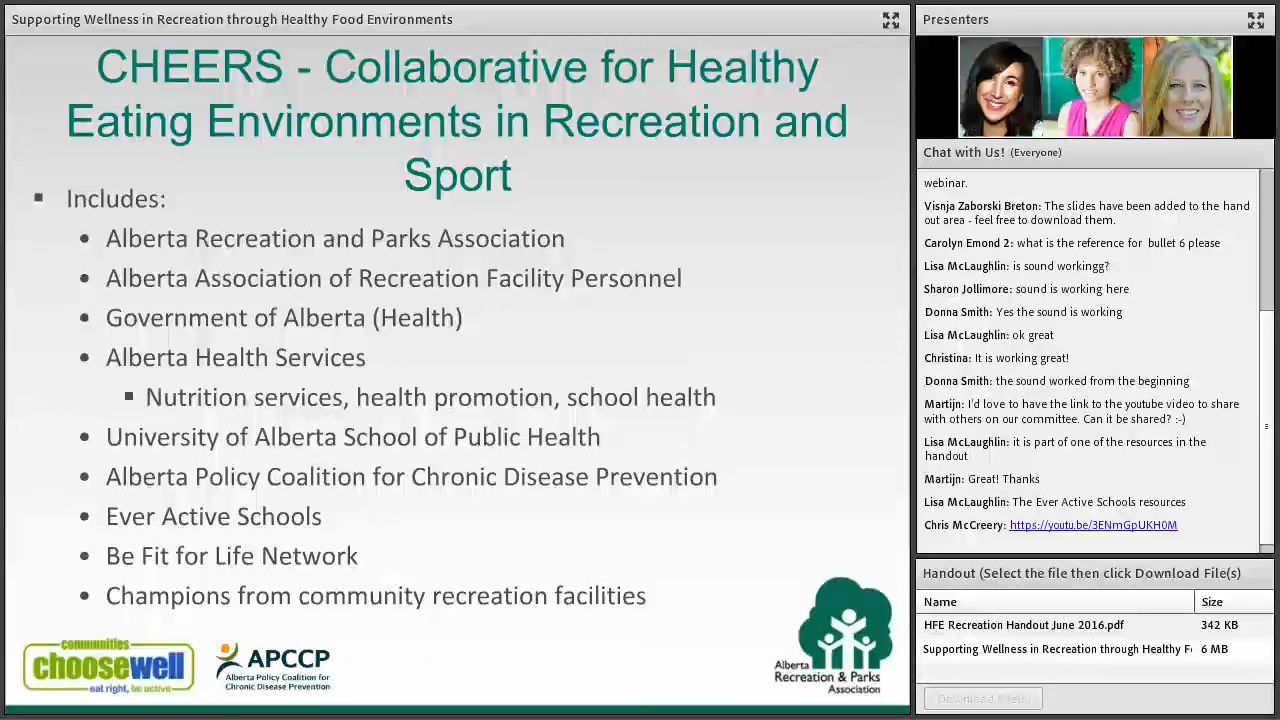 Supporting Wellness in Recreation through Healthy Food Environments
CHEERS - Collaborative for Healthy
Eating Environments in Recreation and
Sport
Includes:
Alberta Recreation and Parks Association
Alberta Association of Recreation Facility Personnel
Government of Alberta (Health)
Alberta Health Services
Nutrition services, health promotion, school health
University of Alberta School of Public Health
Alberta Policy Coalition for Chronic Disease Prevention
Ever Active Schools
Be Fit for Life Network
Champions from community recreation facilities
communities
choosewell
eat right, be active
APCCP
Alberta Policy Coalition for
Chronic Disease Prevention
Alberta
Recreation & Parks
Association
Presenters
Chat with Us! (Everyone)
webinar.
Visnja Zaborski Breton: The slides have been added to the hand
out area - feel free to download them.
Carolyn Emond 2: what is the reference for bullet 6 please
Lisa McLaughlin: is sound workingg?
Sharon Jollimore: sound is working here
Donna Smith: Yes the sound is working
Lisa McLaughlin: ok great
Christina: It is working great!
Donna Smith: the sound worked from the beginning
Martijn: I'd love to have the link to the youtube video to share
with others on our committee. Can it be shared? :-)
Lisa McLaughlin: it is part of one of the resources in the
handout
Martijn: Great! Thanks
Lisa McLaughlin: The Ever Active Schools resources
Chris McCreery: https://youtu.be/3ENmGpUKH0M
Handout (Select the file then click Download File(s)
Name Size
HFE Recreation Handout June 2016.pdf 342 KB
Supporting Wellness in Recreation through Healthy F 6 MB
Download File(s)